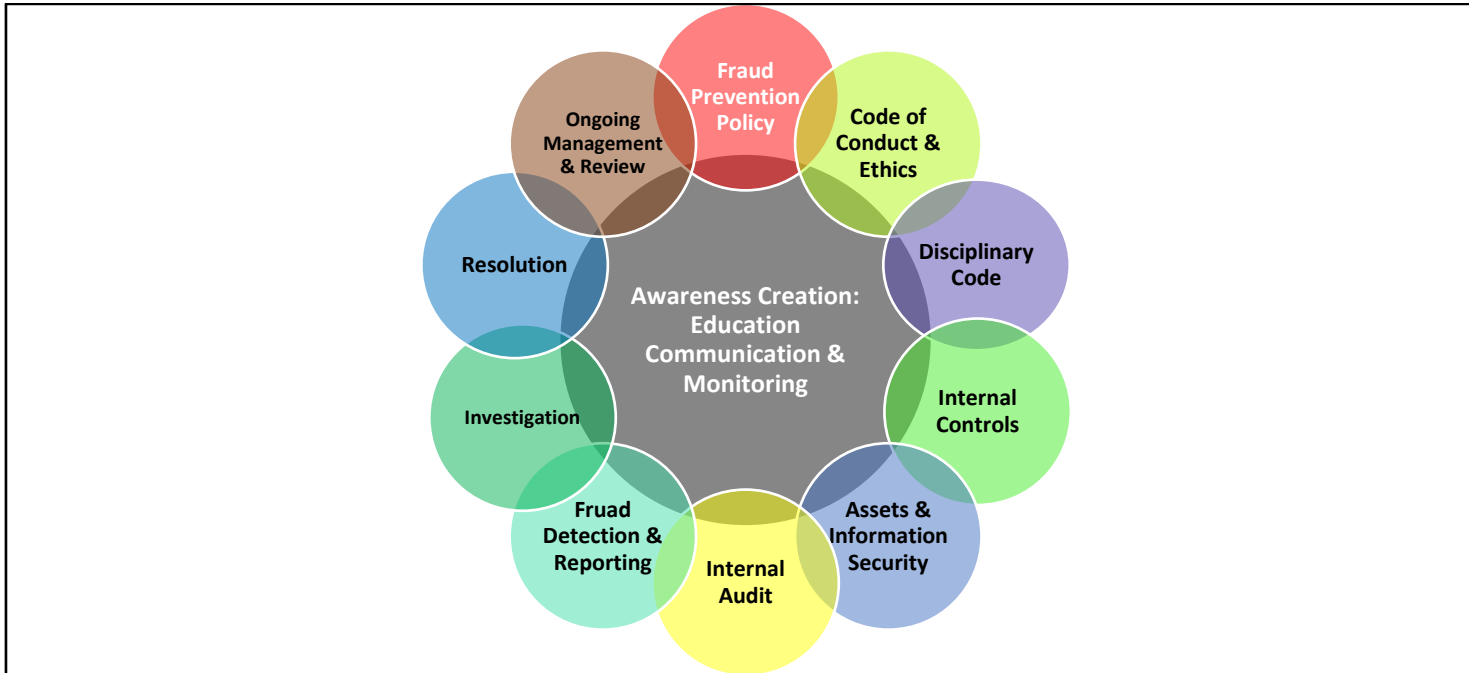 Fraud
Prevention
Policy
Code of
Conduct &
Ethics
Disciplinary
Code
Internal
Controls
Assets &
Information
Security
Internal
Audit
Fruad
Detection &
Reporting
Investigation
Resolution
Ongoing
Management
& Review
Awareness Creation:
Education
Communication &
Monitoring